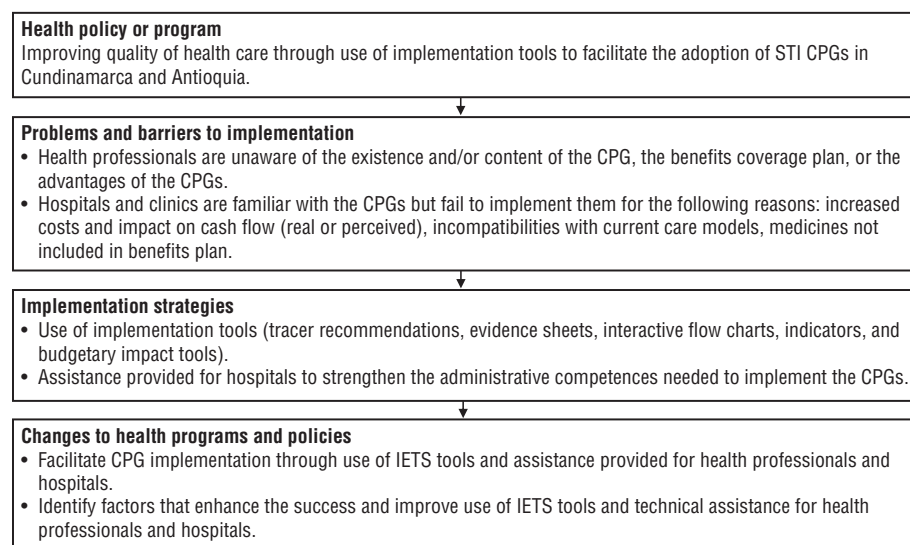 Health policy or program
Improving quality of health care through use of implementation tools to facilitate the adoption of STI CPGs in
Cundinamarca and Antioquia.
Problems and barriers to implementation
• Health professionals are unaware of the existence and/or content of the CPG, the benefits coverage plan, or the
advantages of the CPGs.
• Hospitals and clinics are familiar with the CPGs but fail to implement them for the following reasons: increased
costs and impact on cash flow (real or perceived), incompatibilities with current care models, medicines not
included in benefits plan.
Implementation strategies
• Use of implementation tools (tracer recommendations, evidence sheets, interactive flow charts, indicators, and
budgetary impact tools).
• Assistance provided for hospitals to strengthen the administrative competences needed to implement the CPGs.
Changes to health programs and policies
• Facilitate CPG implementation through use of IETS tools and assistance provided for health professionals and
hospitals.
• Identify factors that enhance the success and improve use of IETS tools and technical assistance for health
professionals and hospitals.